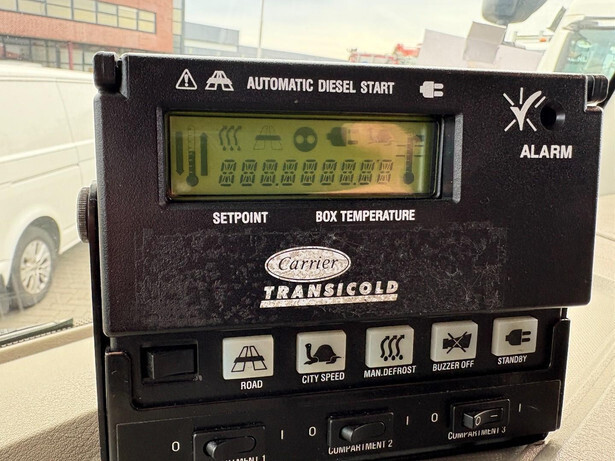 AUTOMATIC DIESEL START
ALARM
SETPOINT BOX TEMPERATURE
Carrier
TRANSICOLD
ROAD CITY SPEED MAN.DEFROST BUZZER OFF STANDBY
O I O I O I
COMPARTMENT 2 COMPARTMENT 3